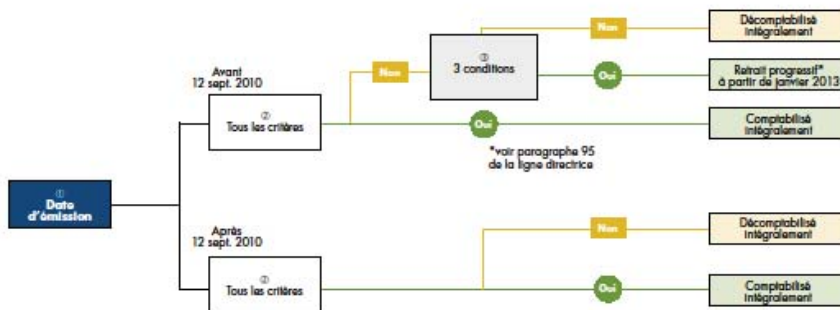 Avant
12 sept. 2010
②
Tous les critères
Non
③
3 conditions
Non
Décomptabilisé
intégralement
Oui
Retrait progressif*
à partir de janvier 2013
Oui
Comptabilisé
intégralement
*voir paragraphe 95
de la ligne directrice
①
Date
d'émission
Après
12 sept. 2010
②
Tous les critères
Non
Décomptabilisé
intégralement
Oui
Comptabilisé
intégralement